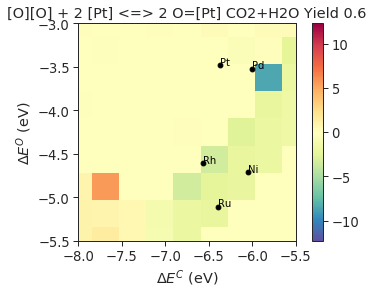 [O][O] + 2 [Pt] <=> 2 O=[Pt] CO2+H2O Yield 0.6
−3.0
−3.5
−4.0
−4.5
−5.0
−5.5
ΔE^O (eV)
Pt
Pd
Rh
Ni
Ru
−8.0 −7.5 −7.0 −6.5 −6.0 −5.5
ΔE^C (eV)
10
5
0
−5
−10